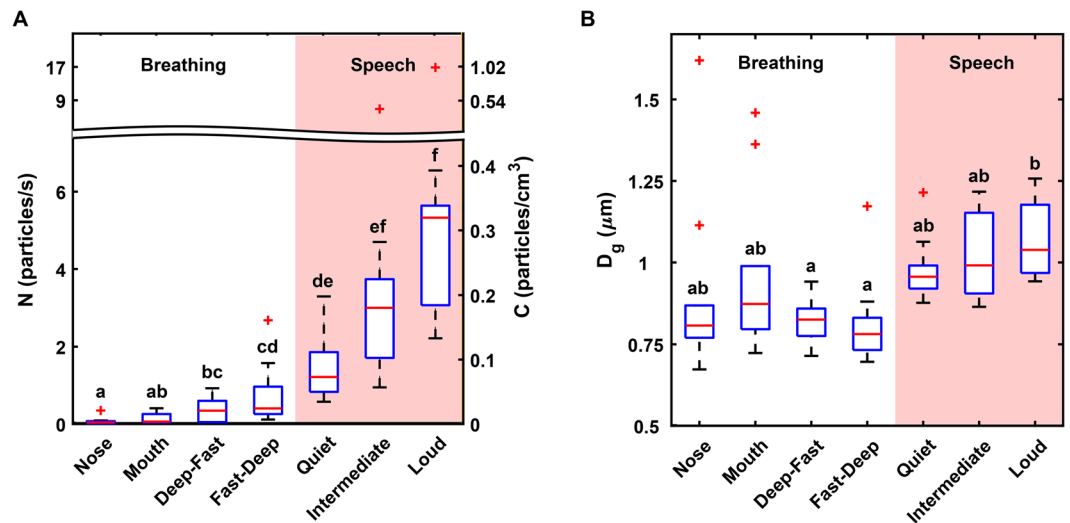 A
Breathing
Speech
17
9
6
4
2
0
N (particles/s)
1.02
0.54
0.4
0.3
0.2
0.1
0
C (particles/cm³)
a
ab
bc
cd
de
ef
f
Nose
Mouth
Deep-Fast
Fast-Deep
Quiet
Intermediate
Loud
B
Breathing
Speech
1.5
1.25
1
0.75
0.5
D_g (μm)
ab
ab
a
a
ab
ab
b
Nose
Mouth
Deep-Fast
Fast-Deep
Quiet
Intermediate
Loud